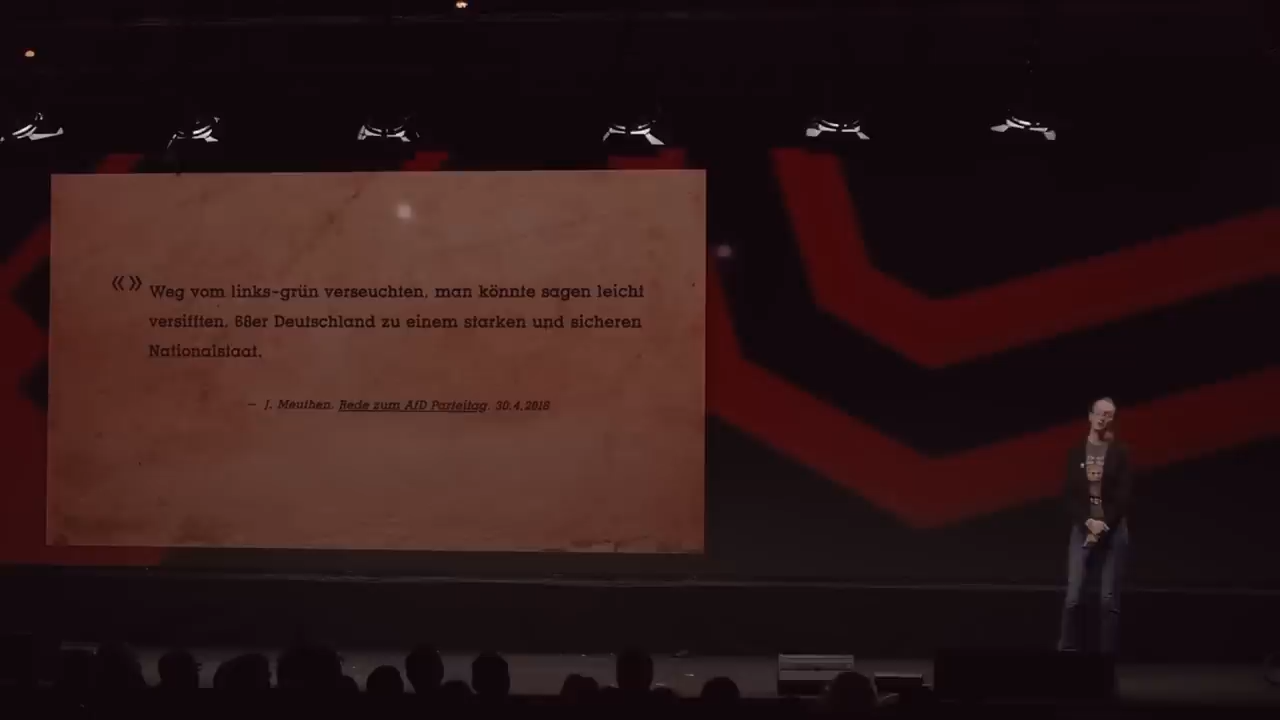 «» Weg vom links-grün verseuchten, man könnte sagen leicht
versifften, 68er Deutschland zu einem starken und sicheren
Nationalstaat.
– J. Meuthen, Rede zum AfD Parteitag, 30.4.2016